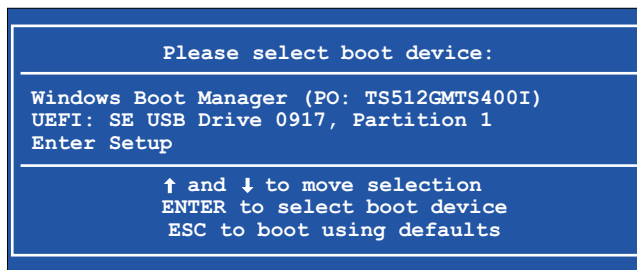 Please select boot device:
Windows Boot Manager (PO: TS512GMTS400I)
UEFI: SE USB Drive 0917, Partition 1
Enter Setup
↑ and ↓ to move selection
ENTER to select boot device
ESC to boot using defaults